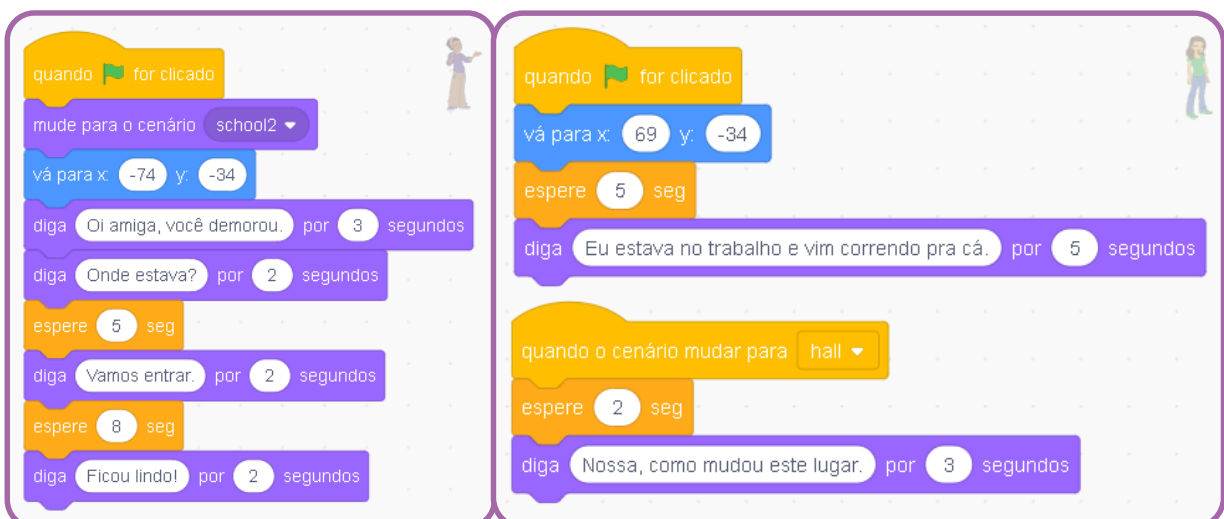 quando for clicado
mude para o cenário school2
vá para x: -74 y: -34
diga Oi amiga, você demorou. por 3 segundos
diga Onde estava? por 2 segundos
espere 5 seg
diga Vamos entrar. por 2 segundos
espere 8 seg
diga Ficou lindo! por 2 segundos
quando for clicado
vá para x: 69 y: -34
espere 5 seg
diga Eu estava no trabalho e vim correndo pra cá. por 5 segundos
quando o cenário mudar para hall
espere 2 seg
diga Nossa, como mudou este lugar. por 3 segundos